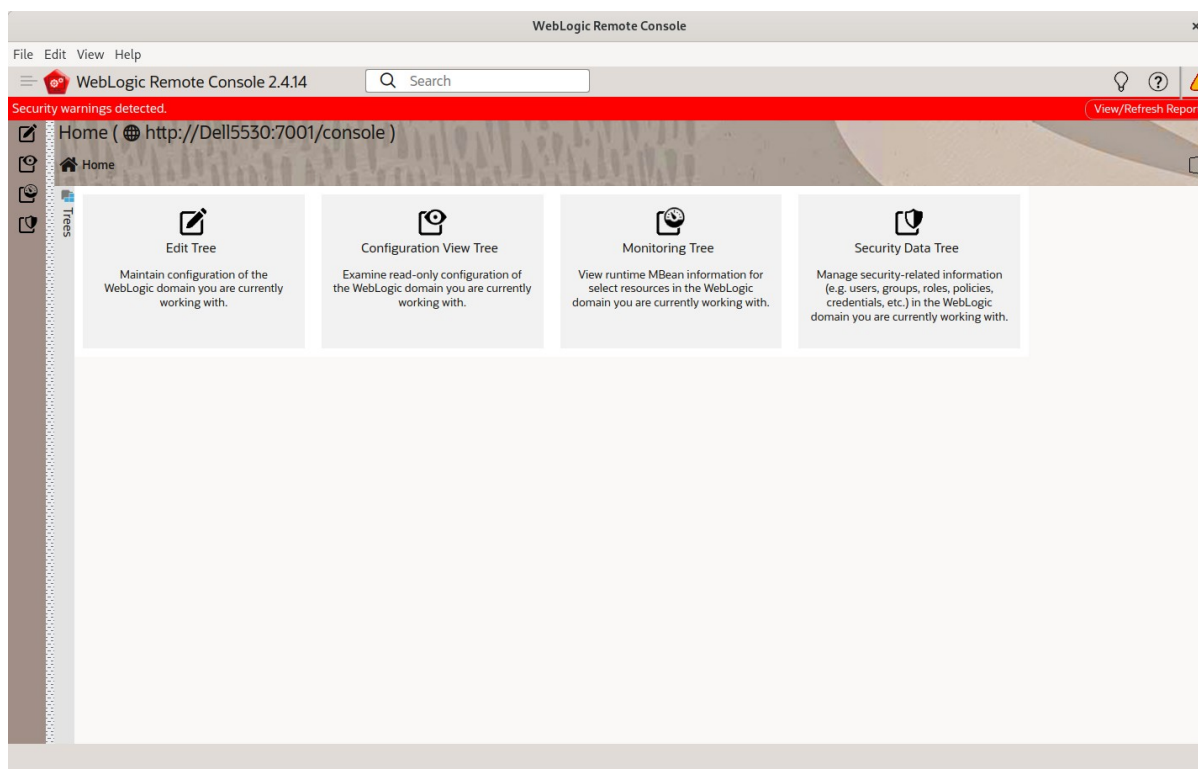 WebLogic Remote Console
File Edit View Help
WebLogic Remote Console 2.4.14
Search
Security warnings detected.
View/Refresh Report
Home ( http://Dell5530:7001/console )
Home
Trees
Edit Tree
Maintain configuration of the
WebLogic domain you are currently
working with.
Configuration View Tree
Examine read-only configuration of
the WebLogic domain you are currently
working with.
Monitoring Tree
View runtime MBean information for
select resources in the WebLogic
domain you are currently working with.
Security Data Tree
Manage security-related information
(e.g. users, groups, roles, policies,
credentials, etc.) in the WebLogic
domain you are currently working with.